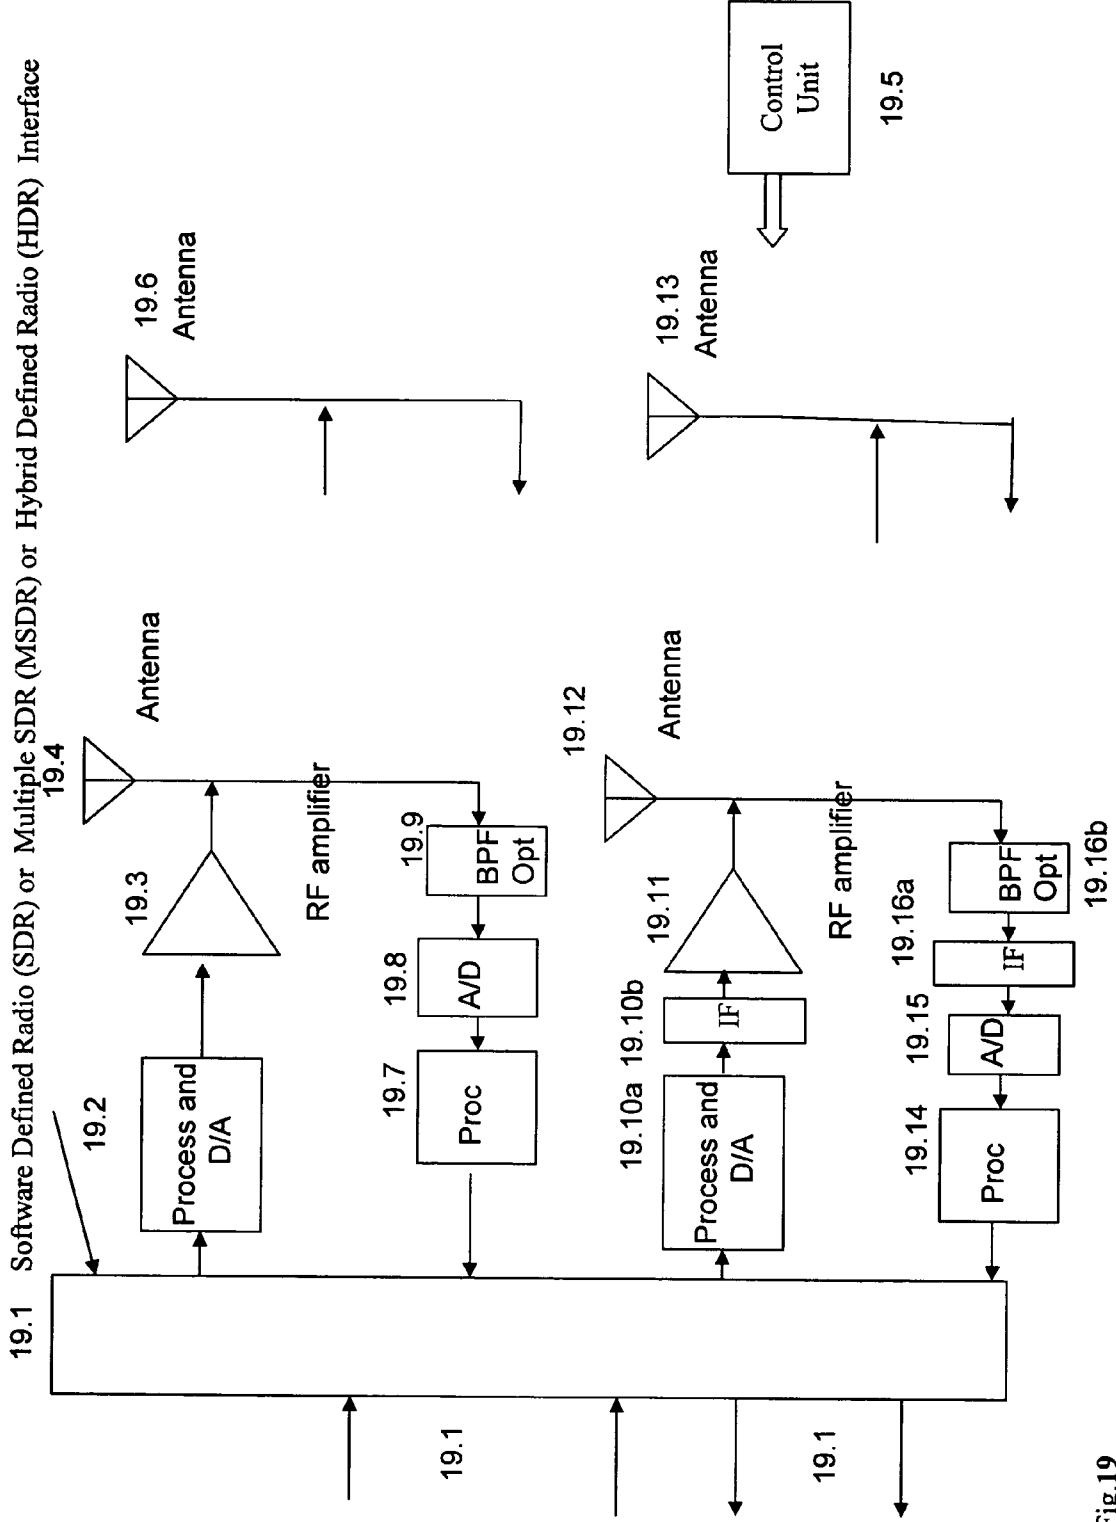 19.1 Software Defined Radio (SDR) or Multiple SDR (MSDR) or Hybrid Defined Radio (HDR) Interface
19.4
Antenna
19.6
Antenna
19.2
Process and
D/A
19.3
RF amplifier
19.7
Proc
19.8
A/D
19.9
BPF
Opt
19.12
Antenna
19.13
Antenna
Control
Unit
19.5
19.10a
Process and
D/A
19.10b
IF
19.11
RF amplifier
19.14
Proc
19.15
A/D
19.16a
IF
BPF
Opt
19.16b
19.1
19.1
Fig.19